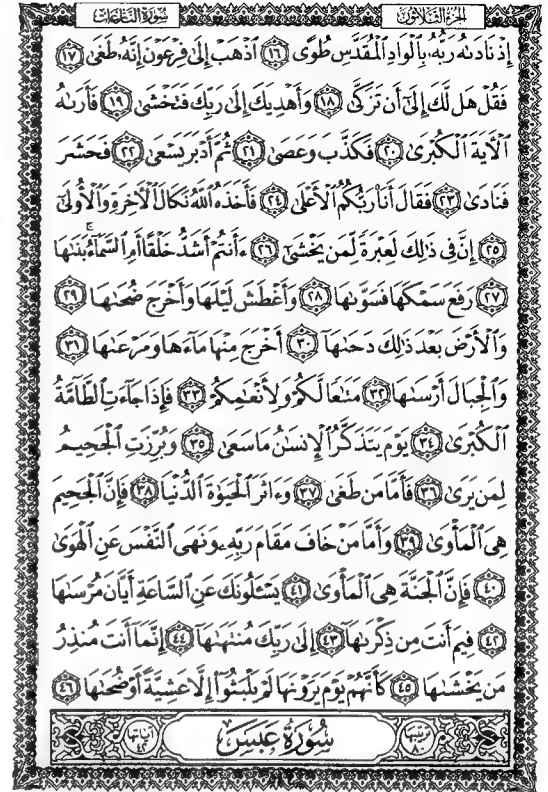 الجزء الثلاثون سورة النازعات
إِذْ نَادَىٰهُ رَبُّهُۥ بِٱلْوَادِ ٱلْمُقَدَّسِ طُوًى ﴿١٦﴾ ٱذْهَبْ إِلَىٰ فِرْعَوْنَ إِنَّهُۥ طَغَىٰ ﴿١٧﴾
فَقُلْ هَل لَّكَ إِلَىٰٓ أَن تَزَكَّىٰ ﴿١٨﴾ وَأَهْدِيَكَ إِلَىٰ رَبِّكَ فَتَخْشَىٰ ﴿١٩﴾ فَأَرَىٰهُ
ٱلْءَايَةَ ٱلْكُبْرَىٰ ﴿٢٠﴾ فَكَذَّبَ وَعَصَىٰ ﴿٢١﴾ ثُمَّ أَدْبَرَ يَسْعَىٰ ﴿٢٢﴾ فَحَشَرَ
فَنَادَىٰ ﴿٢٣﴾ فَقَالَ أَنَا۠ رَبُّكُمُ ٱلْأَعْلَىٰ ﴿٢٤﴾ فَأَخَذَهُ ٱللَّهُ نَكَالَ ٱلْءَاخِرَةِ وَٱلْأُولَىٰٓ
﴿٢٥﴾ إِنَّ فِى ذَٰلِكَ لَعِبْرَةً لِّمَن يَخْشَىٰٓ ﴿٢٦﴾ ءَأَنتُمْ أَشَدُّ خَلْقًا أَمِ ٱلسَّمَآءُ ۚ بَنَىٰهَا
﴿٢٧﴾ رَفَعَ سَمْكَهَا فَسَوَّىٰهَا ﴿٢٨﴾ وَأَغْطَشَ لَيْلَهَا وَأَخْرَجَ ضُحَىٰهَا ﴿٢٩﴾
وَٱلْأَرْضَ بَعْدَ ذَٰلِكَ دَحَىٰهَآ ﴿٣٠﴾ أَخْرَجَ مِنْهَا مَآءَهَا وَمَرْعَىٰهَا ﴿٣١﴾
وَٱلْجِبَالَ أَرْسَىٰهَا ﴿٣٢﴾ مَتَٰعًا لَّكُمْ وَلِأَنْعَٰمِكُمْ ﴿٣٣﴾ فَإِذَا جَآءَتِ ٱلطَّآمَّةُ
ٱلْكُبْرَىٰ ﴿٣٤﴾ يَوْمَ يَتَذَكَّرُ ٱلْإِنسَٰنُ مَا سَعَىٰ ﴿٣٥﴾ وَبُرِّزَتِ ٱلْجَحِيمُ
لِمَن يَرَىٰ ﴿٣٦﴾ فَأَمَّا مَن طَغَىٰ ﴿٣٧﴾ وَءَاثَرَ ٱلْحَيَوٰةَ ٱلدُّنْيَا ﴿٣٨﴾ فَإِنَّ ٱلْجَحِيمَ
هِىَ ٱلْمَأْوَىٰ ﴿٣٩﴾ وَأَمَّا مَنْ خَافَ مَقَامَ رَبِّهِۦ وَنَهَى ٱلنَّفْسَ عَنِ ٱلْهَوَىٰ
﴿٤٠﴾ فَإِنَّ ٱلْجَنَّةَ هِىَ ٱلْمَأْوَىٰ ﴿٤١﴾ يَسْـَٔلُونَكَ عَنِ ٱلسَّاعَةِ أَيَّانَ مُرْسَىٰهَا
﴿٤٢﴾ فِيمَ أَنتَ مِن ذِكْرَىٰهَآ ﴿٤٣﴾ إِلَىٰ رَبِّكَ مُنتَهَىٰهَآ ﴿٤٤﴾ إِنَّمَآ أَنتَ مُنذِرُ
مَن يَخْشَىٰهَا ﴿٤٥﴾ كَأَنَّهُمْ يَوْمَ يَرَوْنَهَا لَمْ يَلْبَثُوٓا۟ إِلَّا عَشِيَّةً أَوْ ضُحَىٰهَا ﴿٤٦﴾
ترتيبها ٨٠ سُورَةُ عَبَسَ آياتها ٤٢